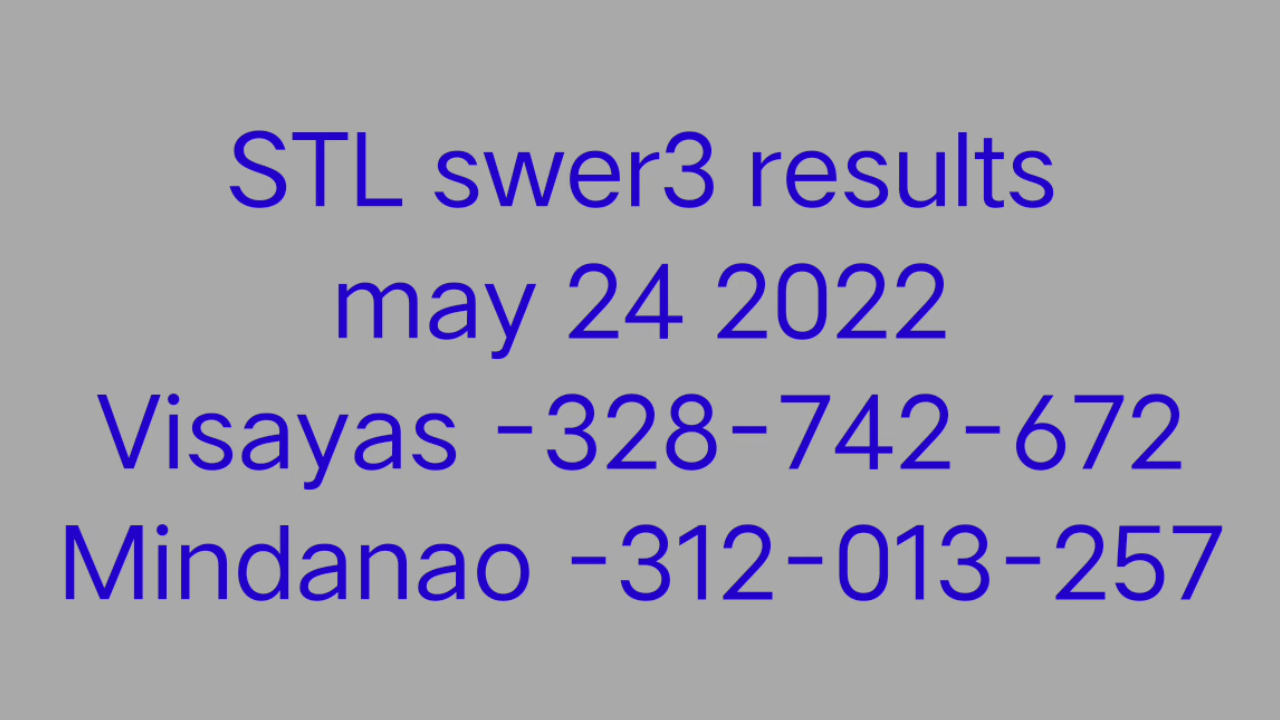 STL swer3 results
may 24 2022
Visayas -328-742-672
Mindanao -312-013-257